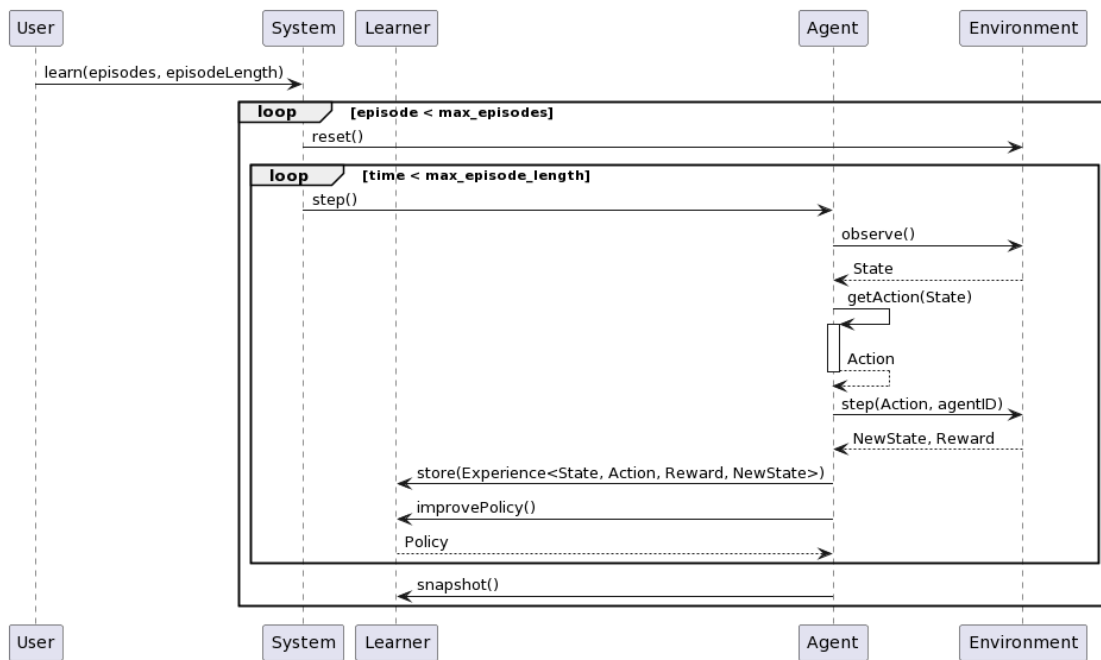 User System Learner Agent Environment
learn(episodes, episodeLength)
loop [episode < max_episodes]
reset()
loop [time < max_episode_length]
step()
observe()
State
getAction(State)
Action
step(Action, agentID)
NewState, Reward
store(Experience<State, Action, Reward, NewState>)
improvePolicy()
Policy
snapshot()
User System Learner Agent Environment